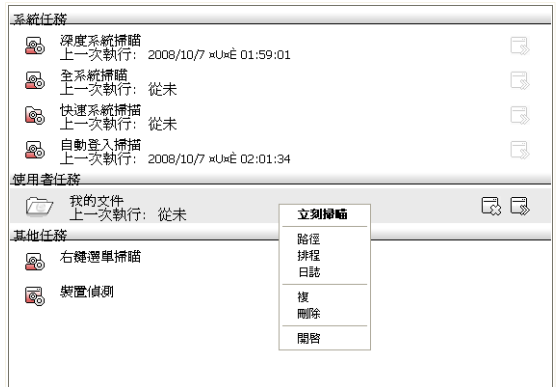 系統任務
深度系統掃瞄
上一次執行: 2008/10/7 ¤U¤È 01:59:01
全系統掃瞄
上一次執行: 從未
快速系統掃描
上一次執行: 從未
自動登入掃描
上一次執行: 2008/10/7 ¤U¤È 02:01:34
使用者任務
我的文件
上一次執行: 從未
立刻掃瞄
路徑
排程
日誌
複
刪除
開啓
其他任務
右鍵選單掃瞄
裝置偵測